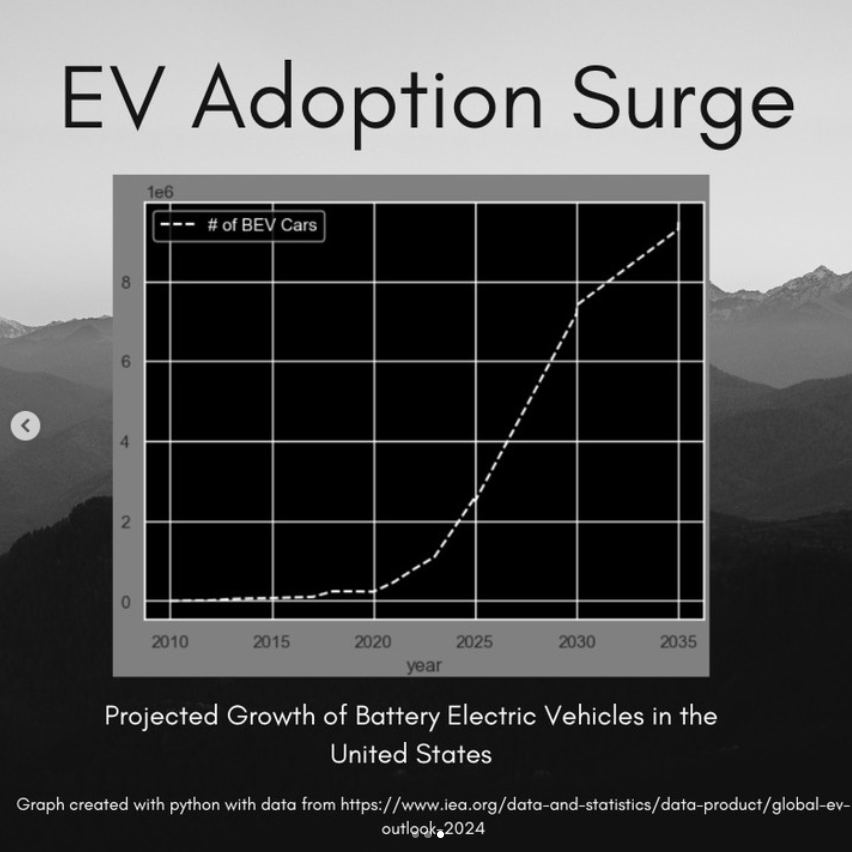 EV Adoption Surge
1e6
# of BEV Cars
8
6
4
2
0
2010 2015 2020 2025 2030 2035
year
Projected Growth of Battery Electric Vehicles in the
United States
Graph created with python with data from https://www.iea.org/data-and-statistics/data-product/global-ev-
outlook-2024